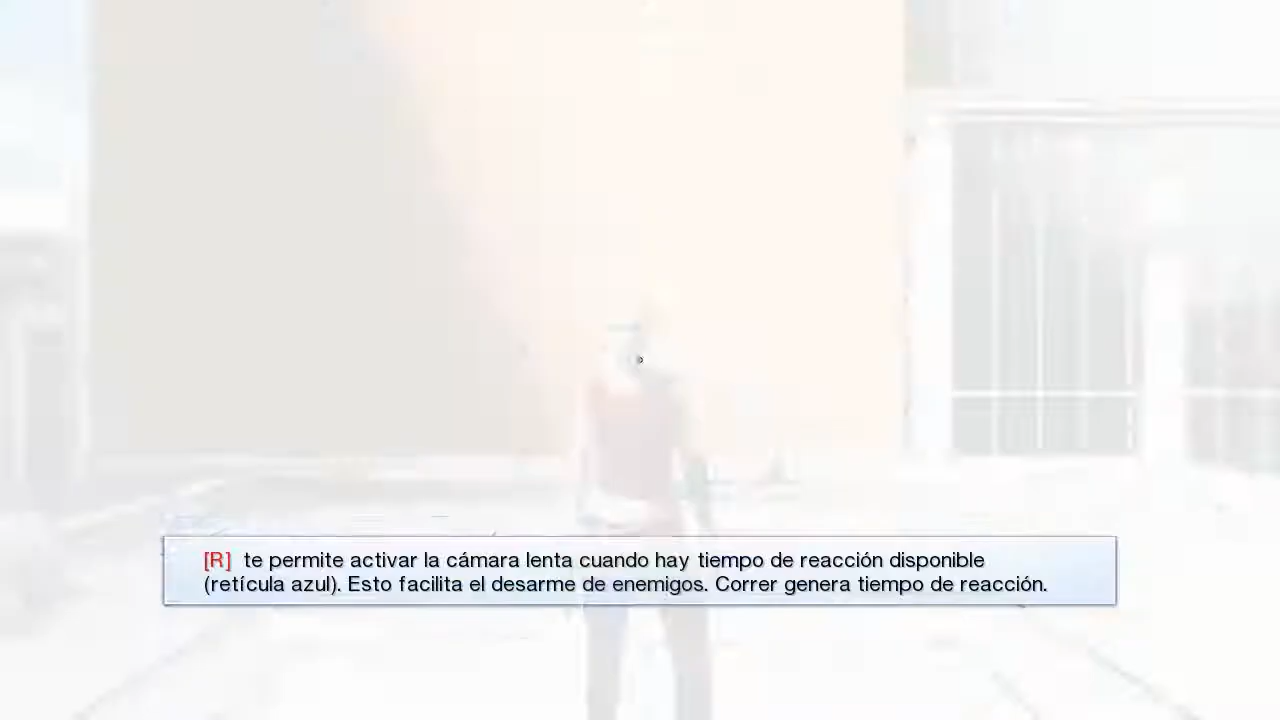 [R] te permite activar la cámara lenta cuando hay tiempo de reacción disponible
(retícula azul). Esto facilita el desarme de enemigos. Correr genera tiempo de reacción.